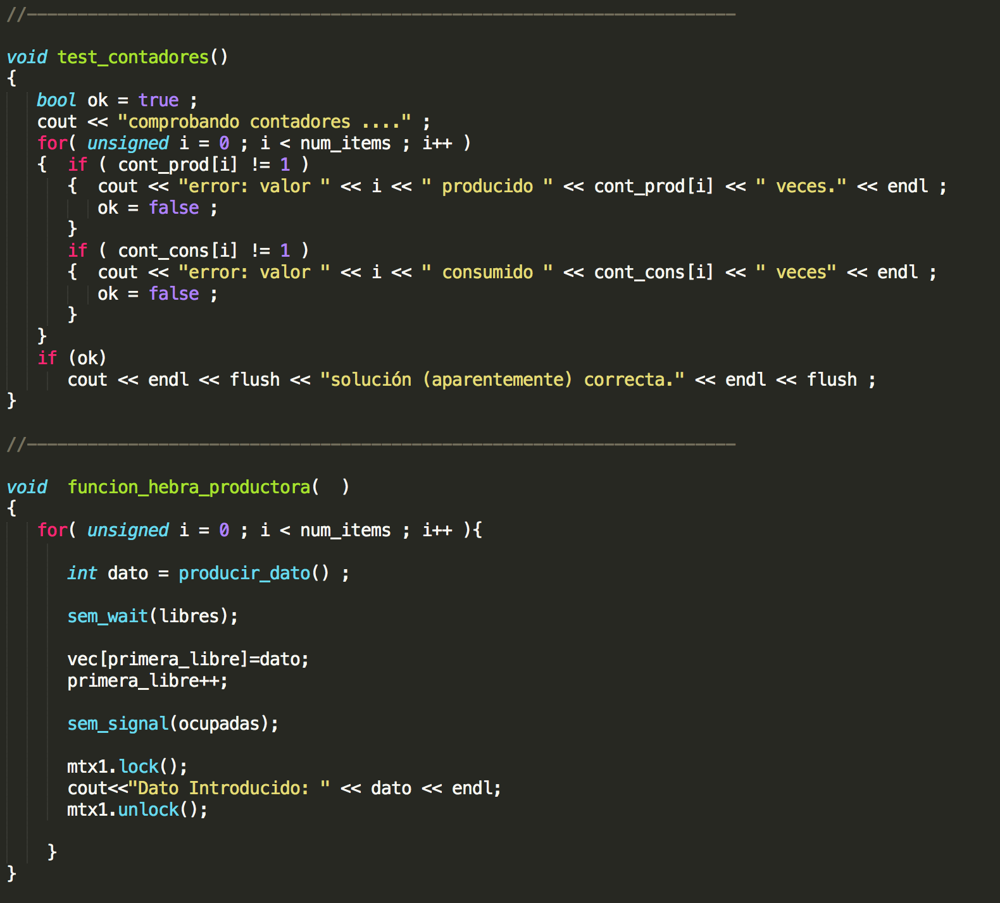 //----------------------------------------------------------------------
void test_contadores()
{
bool ok = true ;
cout << "comprobando contadores ...." ;
for( unsigned i = 0 ; i < num_items ; i++ )
{  if ( cont_prod[i] != 1 )
{  cout << "error: valor " << i << " producido " << cont_prod[i] << " veces." << endl ;
ok = false ;
}
if ( cont_cons[i] != 1 )
{  cout << "error: valor " << i << " consumido " << cont_cons[i] << " veces" << endl ;
ok = false ;
}
}
if (ok)
cout << endl << flush << "solución (aparentemente) correcta." << endl << flush ;
}
//----------------------------------------------------------------------
void  funcion_hebra_productora(  )
{
for( unsigned i = 0 ; i < num_items ; i++ ){
int dato = producir_dato() ;
sem_wait(libres);
vec[primera_libre]=dato;
primera_libre++;
sem_signal(ocupadas);
mtx1.lock();
cout<<"Dato Introducido: " << dato << endl;
mtx1.unlock();
}
}